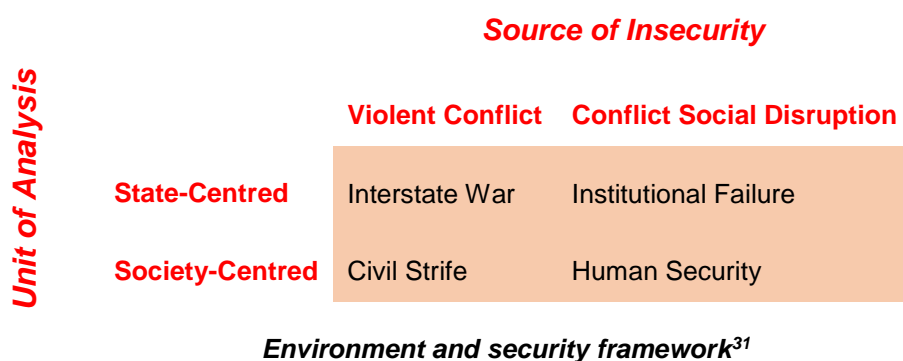 Source of Insecurity
Unit of Analysis
Violent Conflict Conflict Social Disruption
State-Centred Interstate War Institutional Failure
Society-Centred Civil Strife Human Security
Environment and security framework31